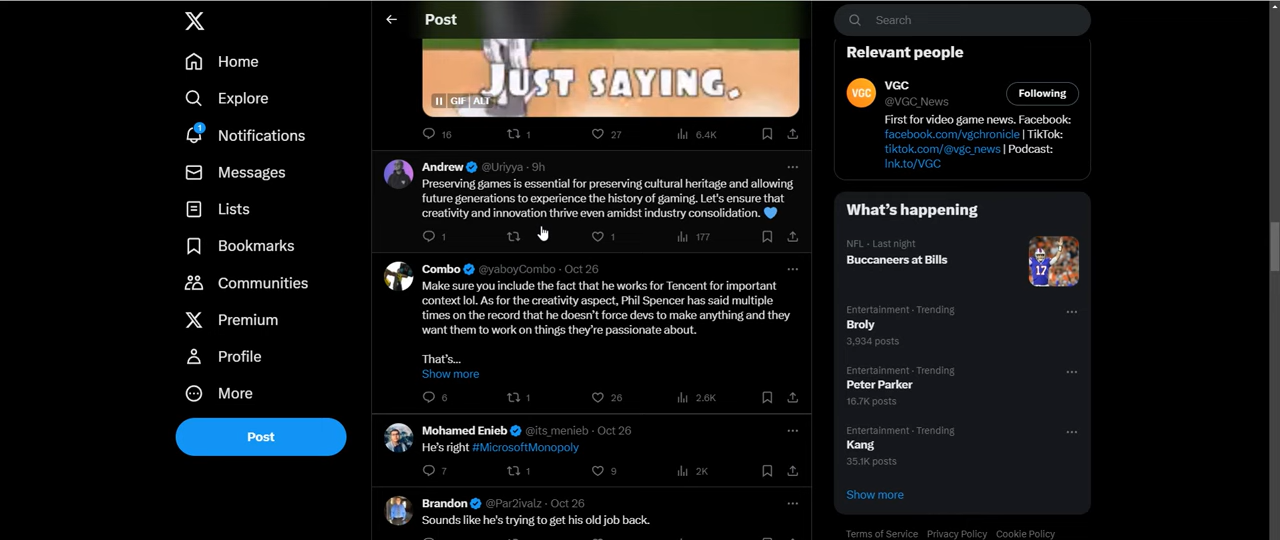 Home
Explore
1
Notifications
Messages
Lists
Bookmarks
Communities
Premium
Profile
More
Post
Post
JUST SAYING.
GIF ALT
16 1 27 6.4K
Andrew @Uriyya · 9h
Preserving games is essential for preserving cultural heritage and allowing
future generations to experience the history of gaming. Let's ensure that
creativity and innovation thrive even amidst industry consolidation. 💙
1 1 177
Combo @yaboyCombo · Oct 26
Make sure you include the fact that he works for Tencent for important
context lol. As for the creativity aspect, Phil Spencer has said multiple
times on the record that he doesn't force devs to make anything and they
want them to work on things they're passionate about.
That's...
Show more
6 1 26 2.6K
Mohamed Enieb @its_menieb · Oct 26
He's right #MicrosoftMonopoly
7 1 9 2K
Brandon @Par2ivalz · Oct 26
Sounds like he's trying to get his old job back.
Search
Relevant people
VGC
VGC
@VGC_News
Following
First for video game news. Facebook:
facebook.com/vgchronicle | TikTok:
tiktok.com/@vgc_news | Podcast:
lnk.to/VGC
What's happening
NFL · Last night
Buccaneers at Bills
17
Entertainment · Trending
Broly
3,934 posts
Entertainment · Trending
Peter Parker
16.7K posts
Entertainment · Trending
Kang
35.1K posts
Show more
Terms of Service Privacy Policy Cookie Policy